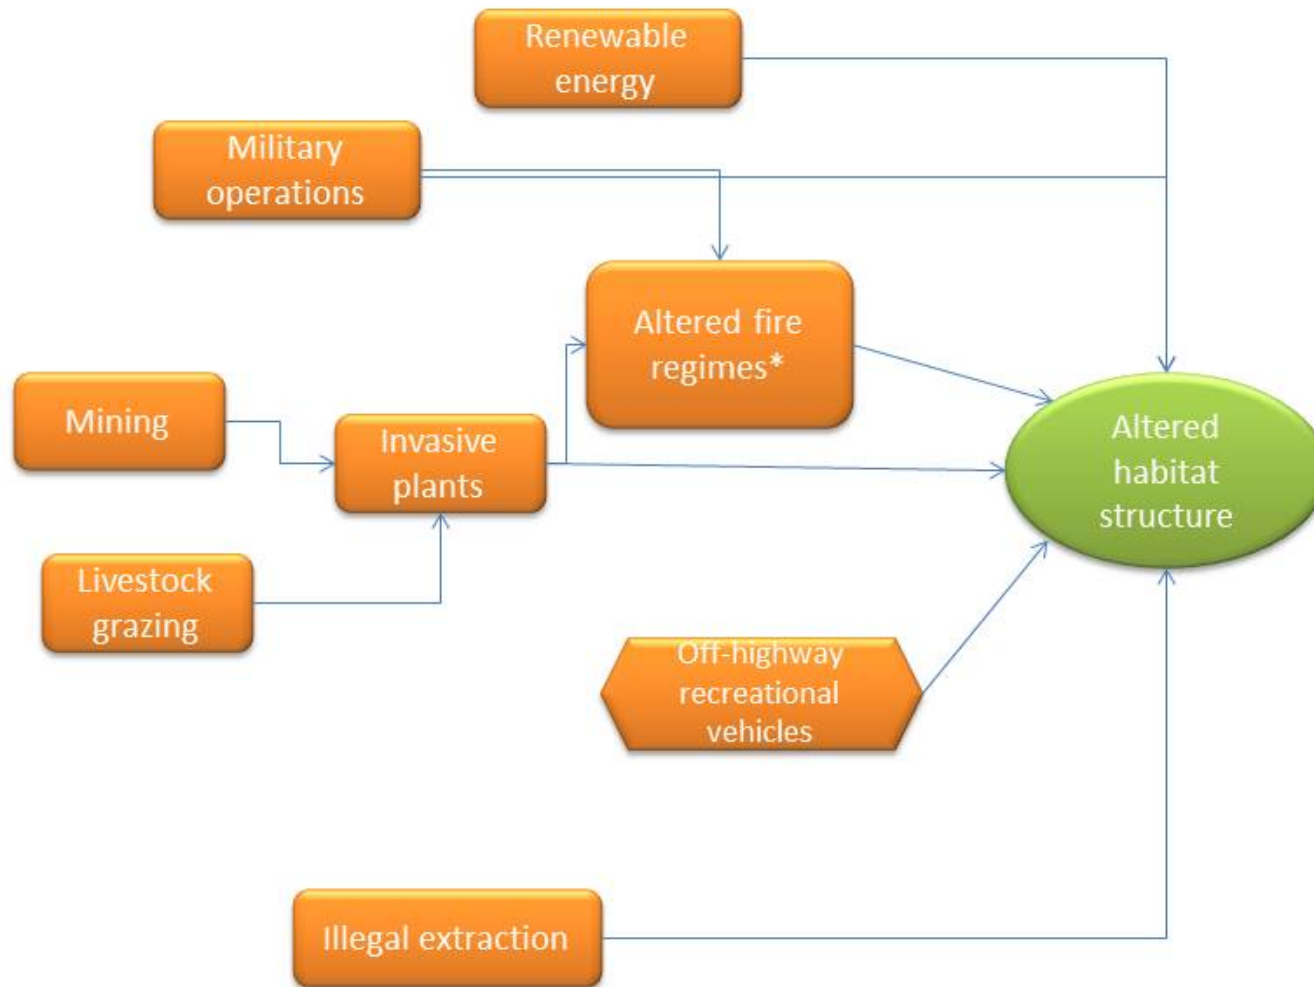 Renewable
energy
Military
operations
Altered fire
regimes*
Mining
Invasive
plants
Altered
habitat
structure
Livestock
grazing
Off-highway
recreational
vehicles
Illegal extraction